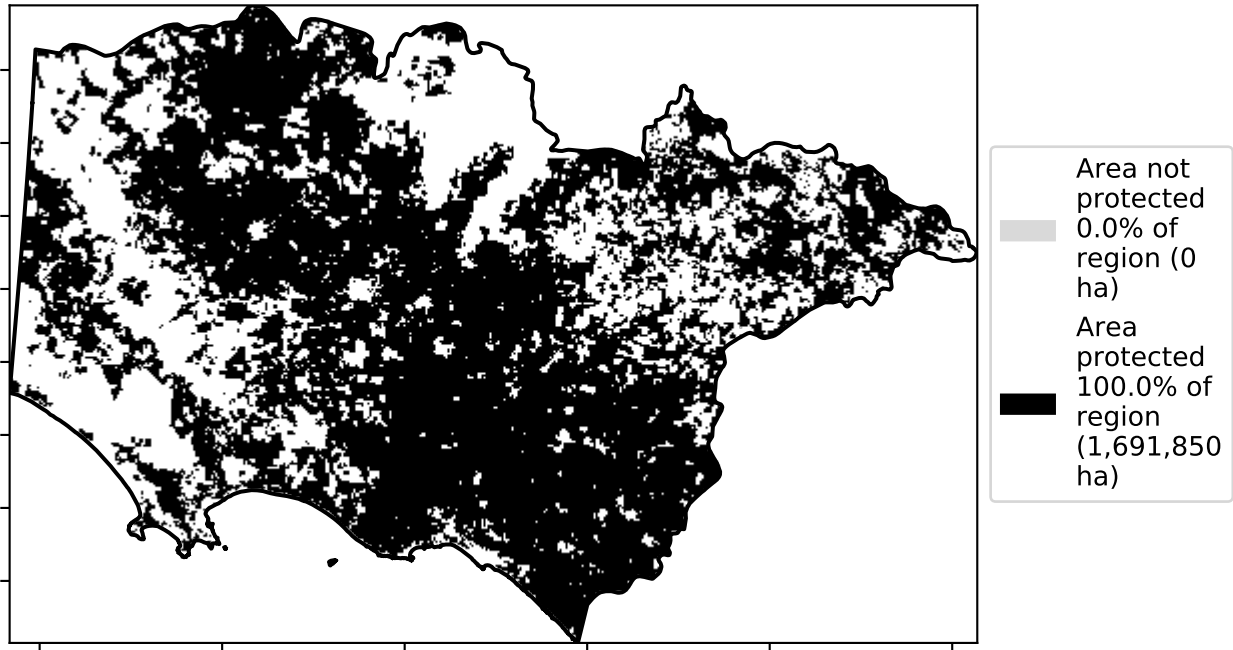 Area not
protected
0.0% of
region (0
ha)
Area
protected
100.0% of
region
(1,691,850
ha)